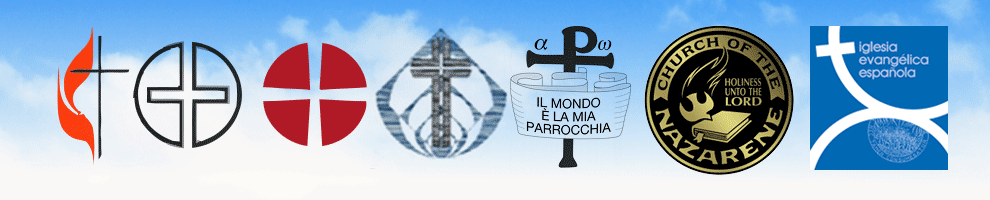 α ω
IL MONDO
È LA MIA
PARROCCHIA
CHURCH OF THE
HOLINESS
UNTO THE
LORD
NAZARENE
iglesia
evangélica
española